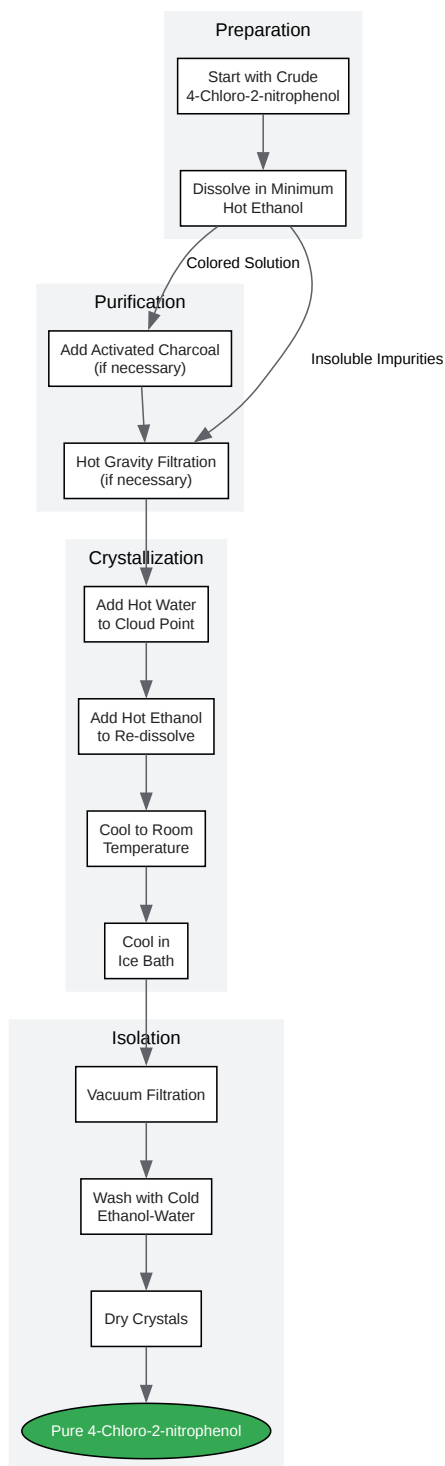 Preparation
Start with Crude
4-Chloro-2-nitrophenol
Dissolve in Minimum
Hot Ethanol
Colored Solution
Insoluble Impurities
Purification
Add Activated Charcoal
(if necessary)
Hot Gravity Filtration
(if necessary)
Crystallization
Add Hot Water
to Cloud Point
Add Hot Ethanol
to Re-dissolve
Cool to Room
Temperature
Cool in
Ice Bath
Isolation
Vacuum Filtration
Wash with Cold
Ethanol-Water
Dry Crystals
Pure 4-Chloro-2-nitrophenol